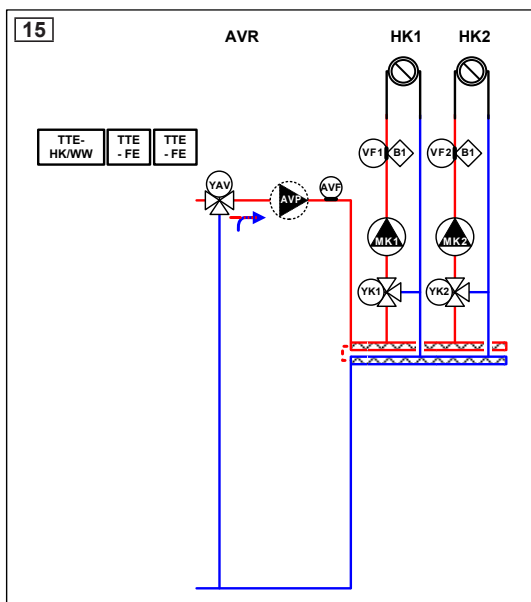 15
AVR
HK1
HK2
TTE-
HK/WW
TTE
- FE
TTE
- FE
VF1
B1
VF2
B1
YAV
AVP
AVF
MK1
MK2
YK1
YK2